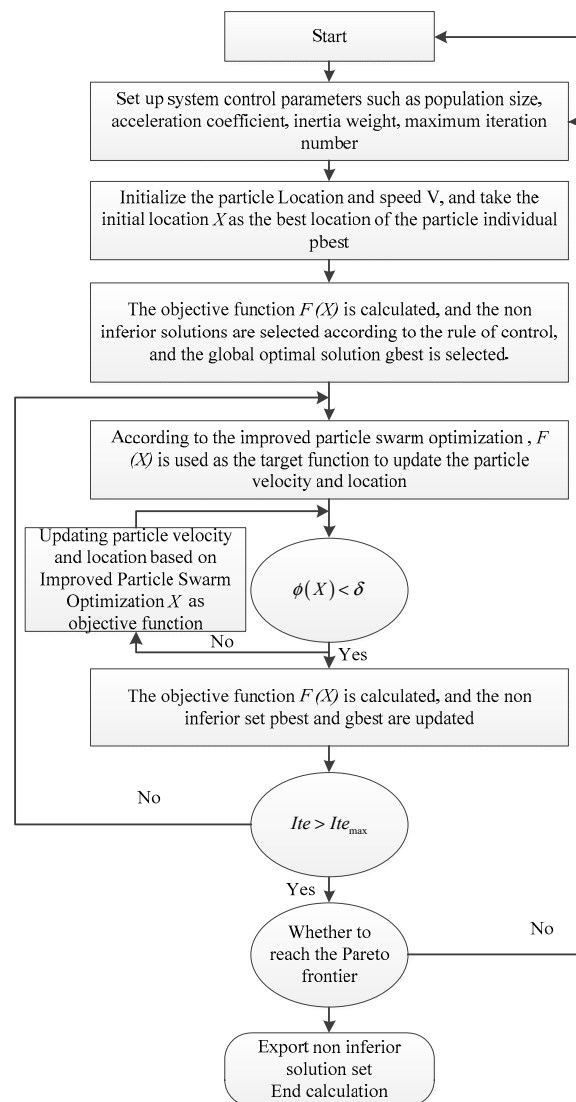 Start
Set up system control parameters such as population size,
acceleration coefficient, inertia weight, maximum iteration
number
Initialize the particle Location and speed V, and take the
initial location X as the best location of the particle individual
pbest
The objective function F(X) is calculated, and the non
inferior solutions are selected according to the rule of control,
and the global optimal solution gbest is selected.
According to the improved particle swarm optimization , F
(X) is used as the target function to update the particle
velocity and location
Updating particle velocity
and location based on
Improved Particle Swarm
Optimization X as
objective function
ϕ(X)<δ
No
Yes
The objective function F(X) is calculated, and the non
inferior set pbest and gbest are updated
No
Ite > Ite_max
Yes
Whether to
reach the Pareto
frontier
No
Export non inferior
solution set
End calculation